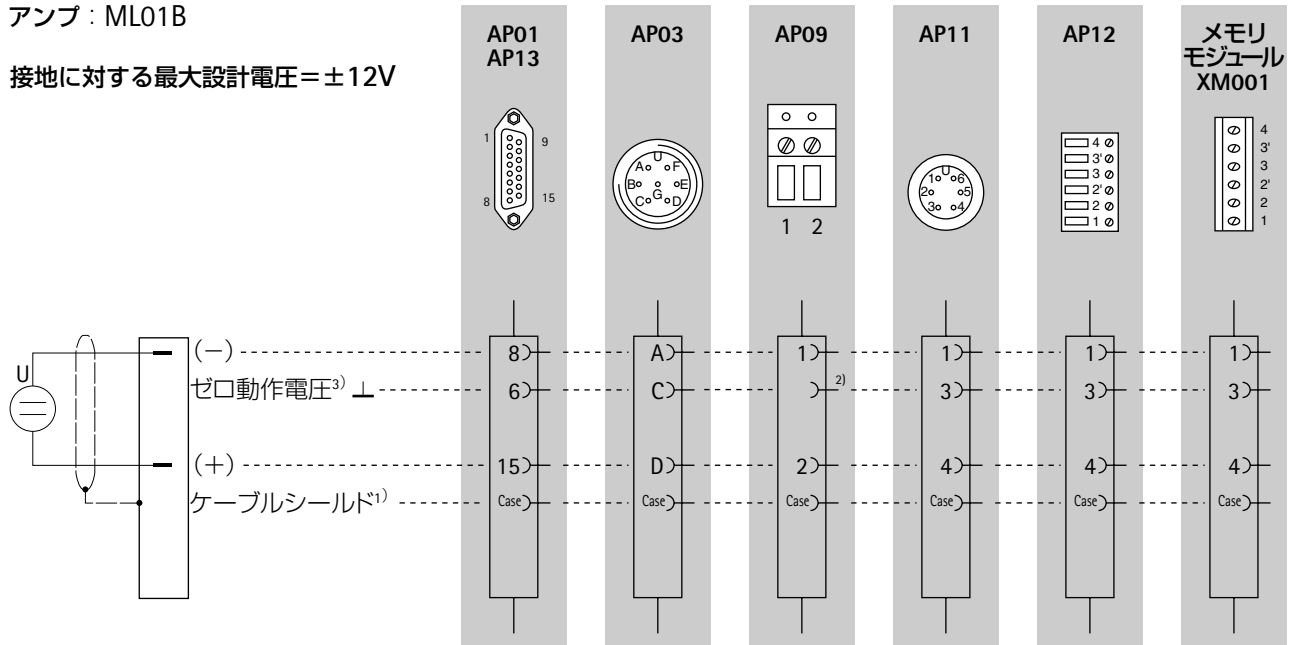 アンプ：ML01B
接地に対する最大設計電圧＝±12V
AP01
AP13
AP03
AP09
AP11
AP12
メモリ
モジュール
XM001
1 9
8 15
A U F
B E
C G D
1 2
1 U 6
2 5
3 4
4
3'
3
2'
2
1
4
3'
3
2'
2
1
U
(－) 8 A 1 1 1 1
ゼロ動作電圧3) ⊥ 6 C 2) 3 3 3
(＋) 15 D 2 4 4 4
ケーブルシールド1) Case Case Case Case Case Case